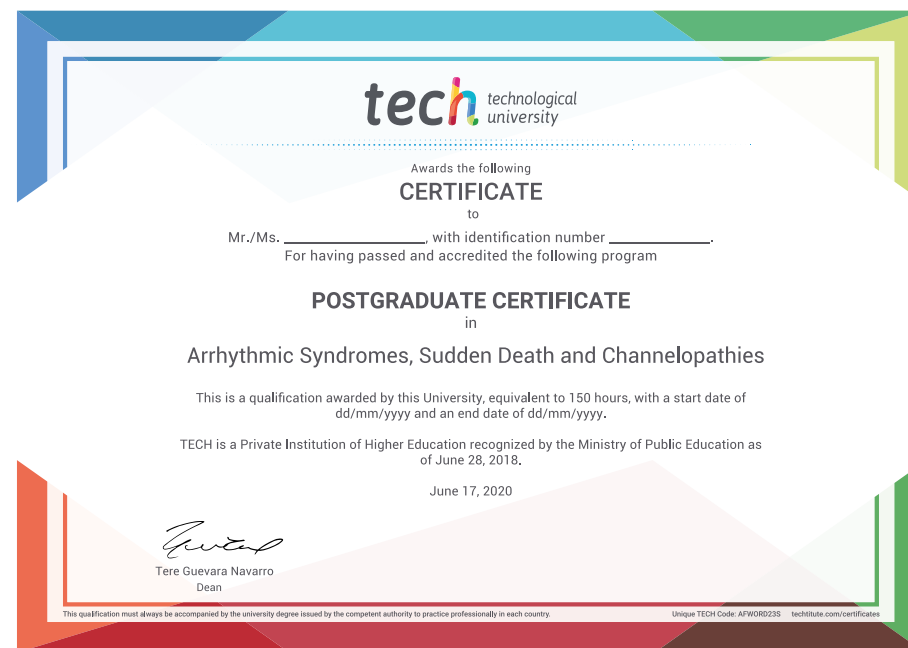 tech technological
university
Awards the following
CERTIFICATE
to
Mr./Ms. ____________________, with identification number ______________.
For having passed and accredited the following program
POSTGRADUATE CERTIFICATE
in
Arrhythmic Syndromes, Sudden Death and Channelopathies
This is a qualification awarded by this University, equivalent to 150 hours, with a start date of
dd/mm/yyyy and an end date of dd/mm/yyyy.
TECH is a Private Institution of Higher Education recognized by the Ministry of Public Education as
of June 28, 2018.
June 17, 2020
Tere Guevara Navarro
Dean
This qualification must always be accompanied by the university degree issued by the competent authority to practice professionally in each country. Unique TECH Code: AFWORD23S techtitute.com/certificates